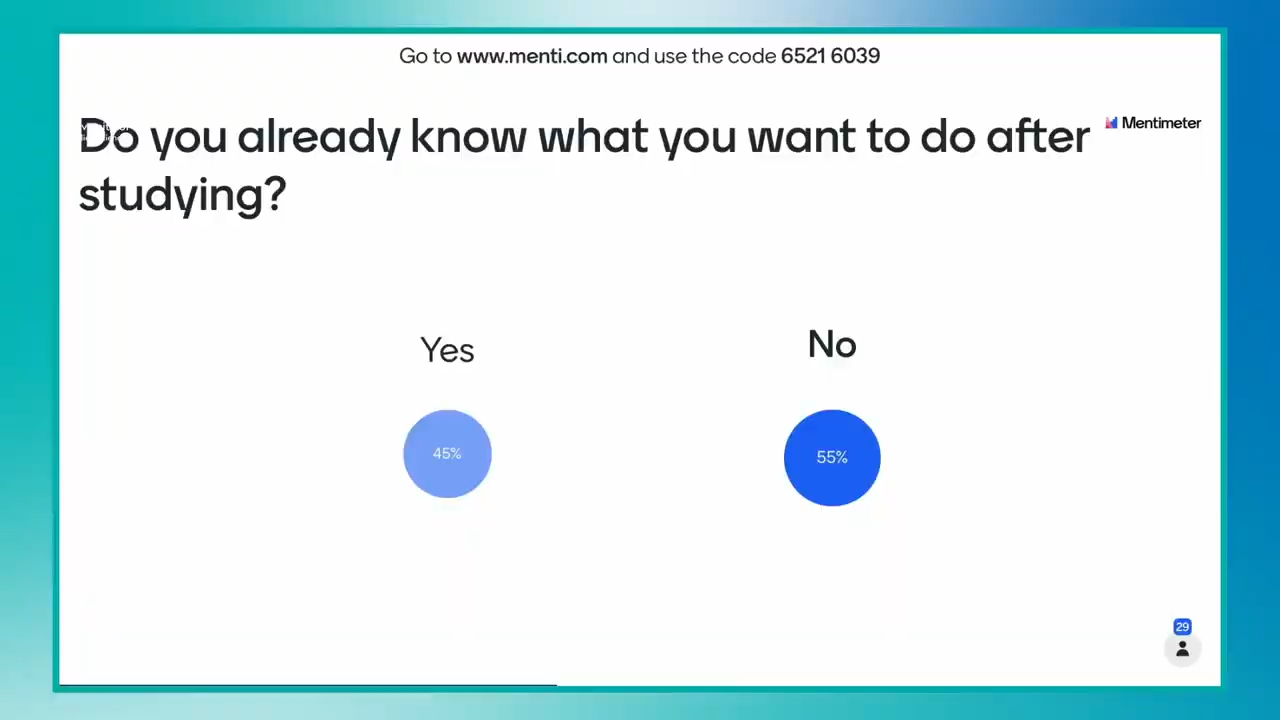 Go to www.menti.com and use the code 6521 6039
Mentimeter
Do you already know what you want to do after
studying?
Yes
No
45%
55%
29